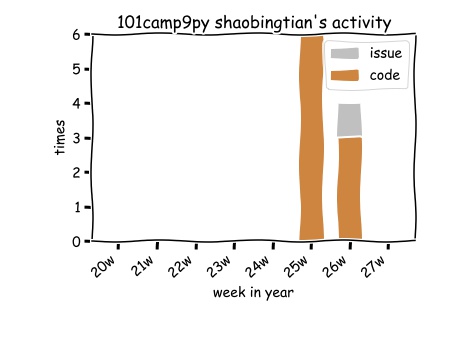 101camp9py shaobingtian's activity
issue
code
6
5
4
3
2
1
0
times
20w 21w 22w 23w 24w 25w 26w 27w
week in year